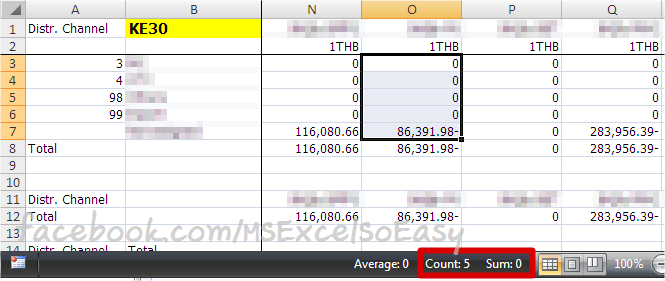 A B N O P Q
1 Distr. Channel KE30
2 1THB 1THB 1THB 1THB
3 3 0 0 0 0
4 4 0 0 0 0
5 98 0 0 0 0
6 99 0 0 0 0
7 116,080.66 86,391.98- 0 283,956.39-
8 Total 116,080.66 86,391.98- 0 283,956.39-
9
10
11 Distr. Channel
12 Total 116,080.66 86,391.98- 0 283,956.39-
facebook.com/MSExcelSoEasy
14 Distr. Channel Total
Average: 0 Count: 5 Sum: 0 100%